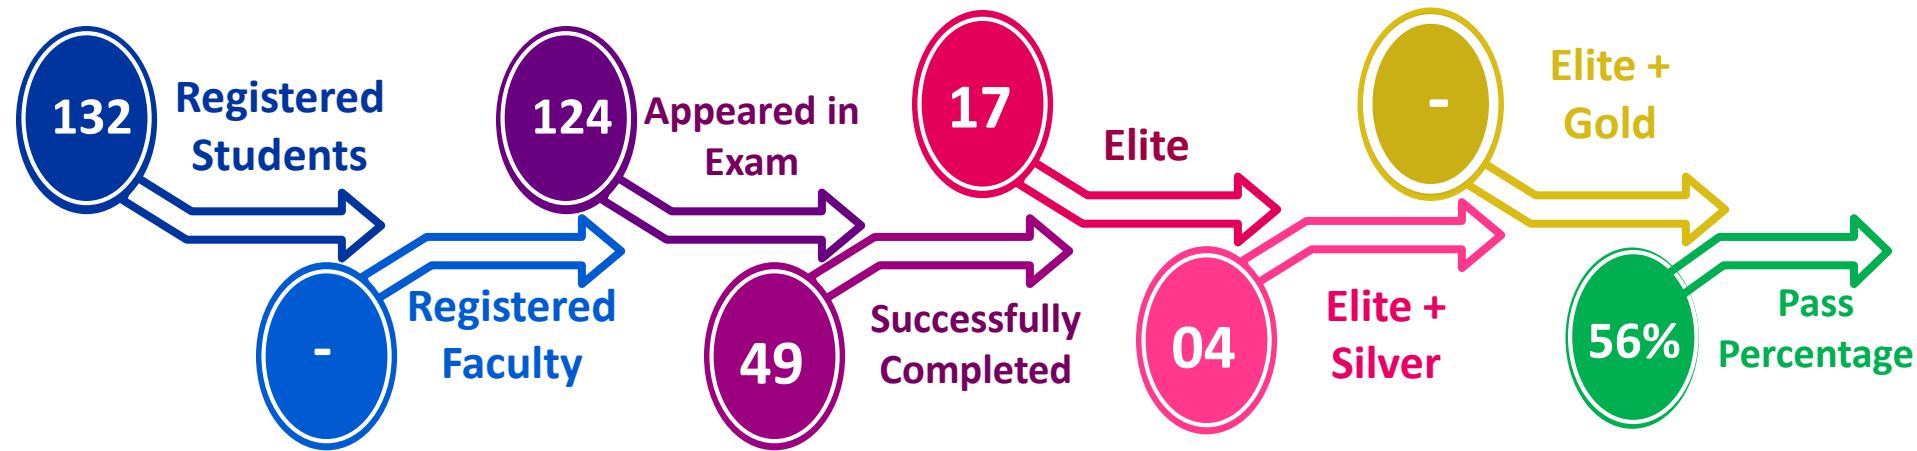 132
Registered
Students
-
Registered
Faculty
124
Appeared in
Exam
49
Successfully
Completed
17
Elite
04
Elite +
Silver
-
Elite +
Gold
56%
Pass
Percentage